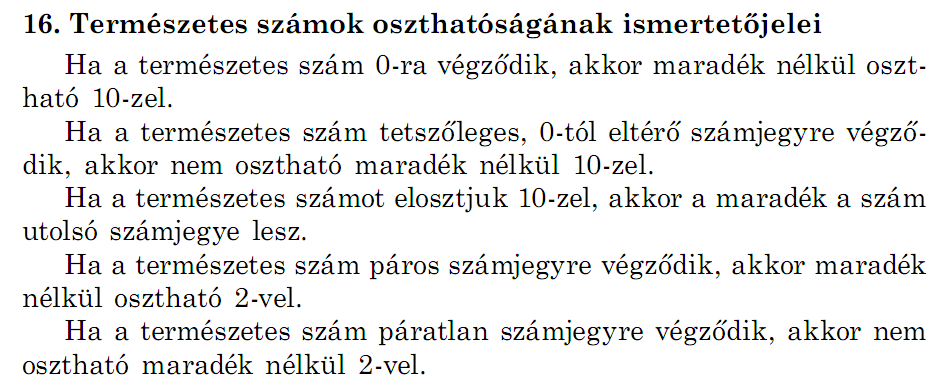 16. Természetes számok oszthatóságának ismertetőjelei
Ha a természetes szám 0-ra végződik, akkor maradék nélkül oszt-
ható 10-zel.
Ha a természetes szám tetszőleges, 0-tól eltérő számjegyre végző-
dik, akkor nem osztható maradék nélkül 10-zel.
Ha a természetes számot elosztjuk 10-zel, akkor a maradék a szám
utolsó számjegye lesz.
Ha a természetes szám páros számjegyre végződik, akkor maradék
nélkül osztható 2-vel.
Ha a természetes szám páratlan számjegyre végződik, akkor nem
osztható maradék nélkül 2-vel.